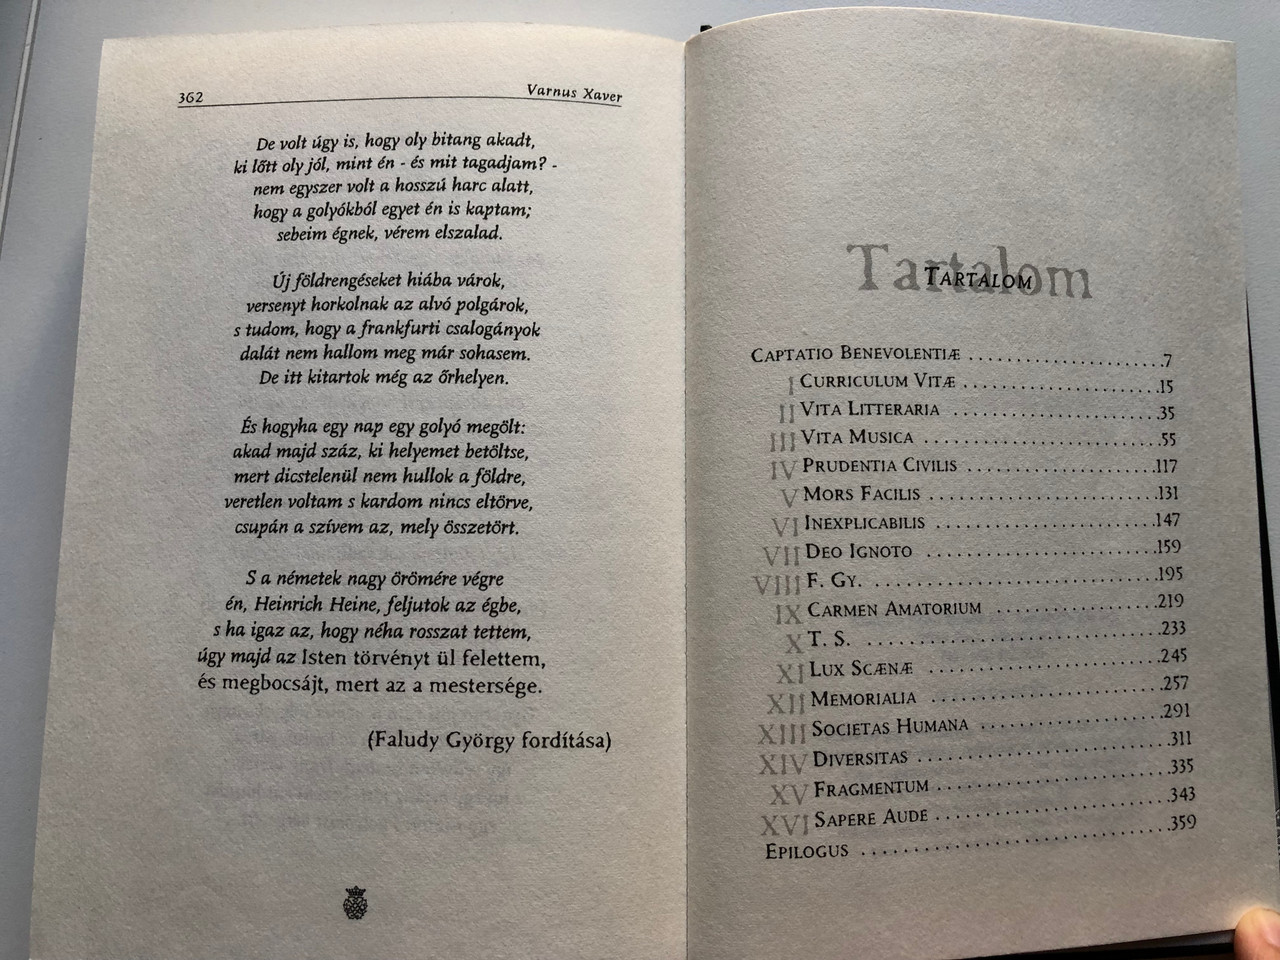 362 Varnus Xaver
De volt úgy is, hogy oly bitang akadt,
ki lőtt oly jól, mint én - és mit tagadjam? -
nem egyszer volt a hosszú harc alatt,
hogy a golyókból egyet én is kaptam;
sebeim égnek, vérem elszalad.
Új földrengéseket hiába várok,
versenyt horkolnak az alvó polgárok,
s tudom, hogy a frankfurti csalogányok
dalát nem hallom meg már sohasem.
De itt kitartok még az őrhelyen.
És hogyha egy nap egy golyó megölt:
akad majd száz, ki helyemet betöltse,
mert dicstelenül nem hullok a földre,
veretlen voltam s kardom nincs eltörve,
csupán a szívem az, mely összetört.
S a németek nagy örömére végre
én, Heinrich Heine, feljutok az égbe,
s ha igaz az, hogy néha rosszat tettem,
úgy majd az Isten törvényt ül felettem,
és megbocsájt, mert az a mestersége.
(Faludy György fordítása)
Tartalom
TARTALOM
CAPTATIO BENEVOLENTIÆ ........................7
I CURRICULUM VITÆ ........................15
II VITA LITTERARIA ........................35
III VITA MUSICA ........................55
IV PRUDENTIA CIVILIS ........................117
V MORS FACILIS ........................131
VI INEXPLICABILIS ........................147
VII DEO IGNOTO ........................159
VIII F. GY. ........................195
IX CARMEN AMATORIUM ........................219
X T. S. ........................233
XI LUX SCÆNÆ ........................245
XII MEMORIALIA ........................257
XIII SOCIETAS HUMANA ........................291
XIV DIVERSITAS ........................311
XV FRAGMENTUM ........................335
XVI SAPERE AUDE ........................343
EPILOGUS ........................359